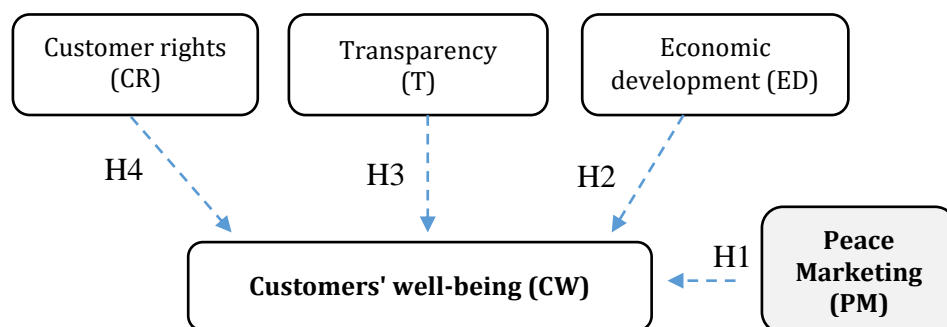 Customer rights
(CR)
Transparency
(T)
Economic
development (ED)
H4
H3
H2
H1
Customers' well-being (CW)
Peace
Marketing
(PM)